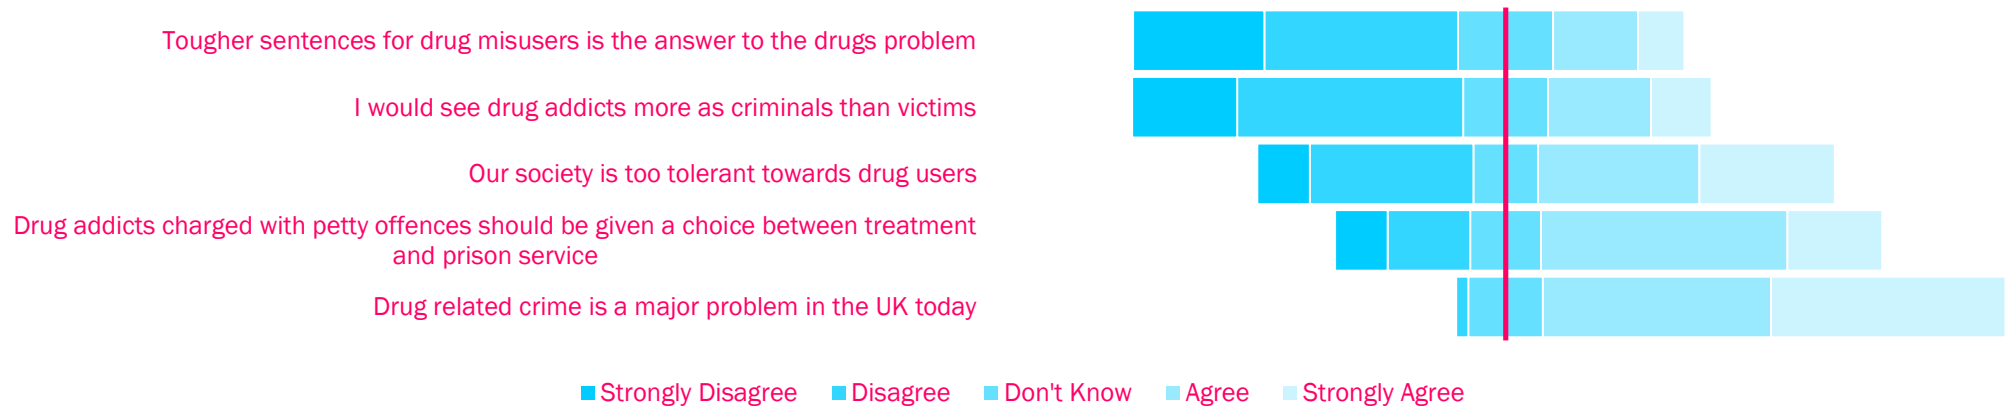 Tougher sentences for drug misusers is the answer to the drugs problem
I would see drug addicts more as criminals than victims
Our society is too tolerant towards drug users
Drug addicts charged with petty offences should be given a choice between treatment
and prison service
Drug related crime is a major problem in the UK today
Strongly Disagree Disagree Don't Know Agree Strongly Agree